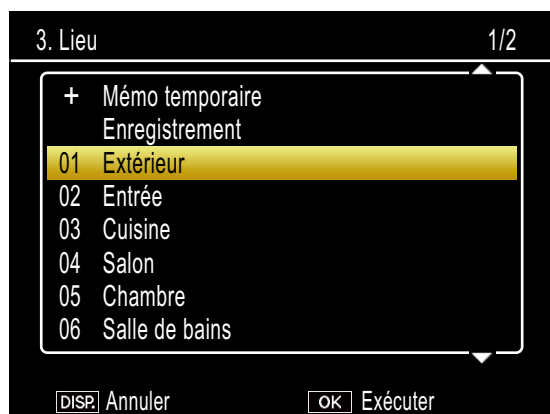 3. Lieu 1/2
+ Mémo temporaire
Enregistrement
01 Extérieur
02 Entrée
03 Cuisine
04 Salon
05 Chambre
06 Salle de bains
DISP. Annuler OK Exécuter